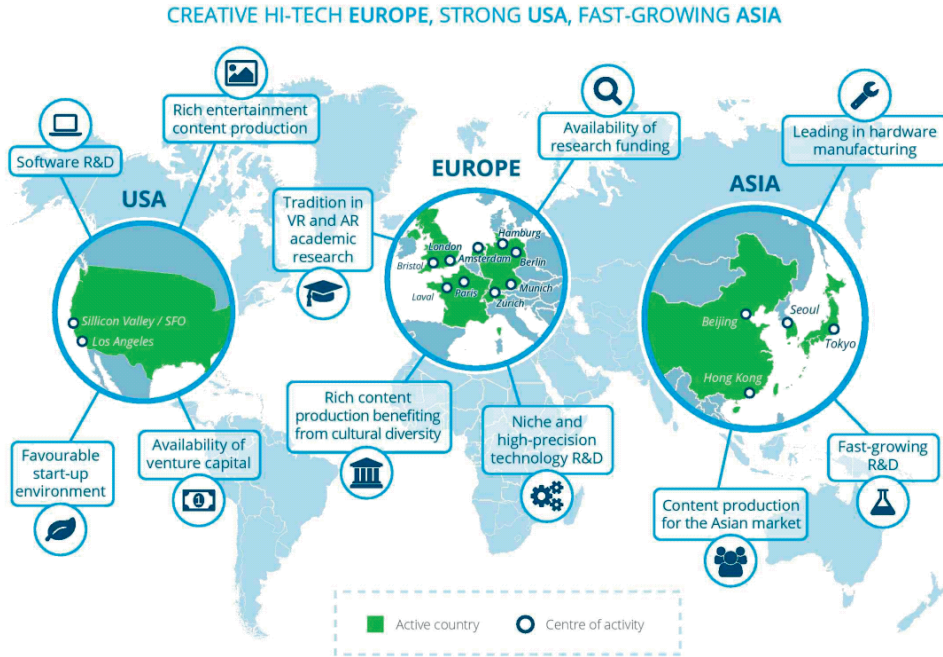 CREATIVE HI-TECH EUROPE, STRONG USA, FAST-GROWING ASIA
Software R&D
Rich entertainment
content production
USA
Sillicon Valley / SFO
Los Angeles
Favourable
start-up
environment
Availability of
venture capital
1
Tradition in
VR and AR
academic
research
EUROPE
Availability of
research funding
London
Hamburg
Bristol
Amsterdam
Berlin
Laval
Paris
Munich
Zurich
Rich content
production benefiting
from cultural diversity
Niche and
high-precision
technology R&D
ASIA
Leading in hardware
manufacturing
Beijing
Seoul
Tokyo
Hong Kong
Content production
for the Asian market
Fast-growing
R&D
Active country
Centre of activity